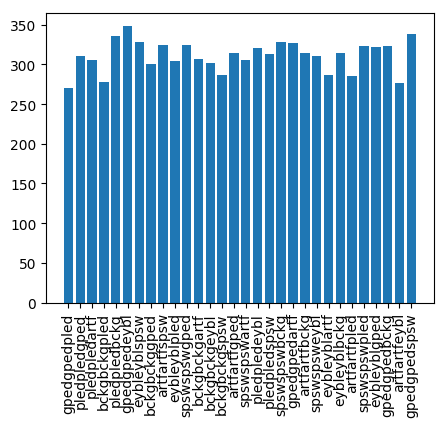 350
300
250
200
150
100
50
0
gpedgpedpled
pledpledgped
pledpledartf
bckgbckgpled
pledpledbckg
gpedgpedeybl
eybleyblspsw
bckgbckggped
artfartfspsw
eybleyblpled
spswspswgped
bckgbckgartf
bckgbckgeybl
bckgbckgspsw
artfartfgped
spswspswartf
pledpledeybl
pledpledspsw
spswspswbckg
gpedgpedartf
artfartfbckg
spswspsweybl
eybleyblartf
eybleyblbckg
artfartfpled
spswspswpled
eybleyblgped
gpedgpedbckg
artfartfeybl
gpedgpedspsw